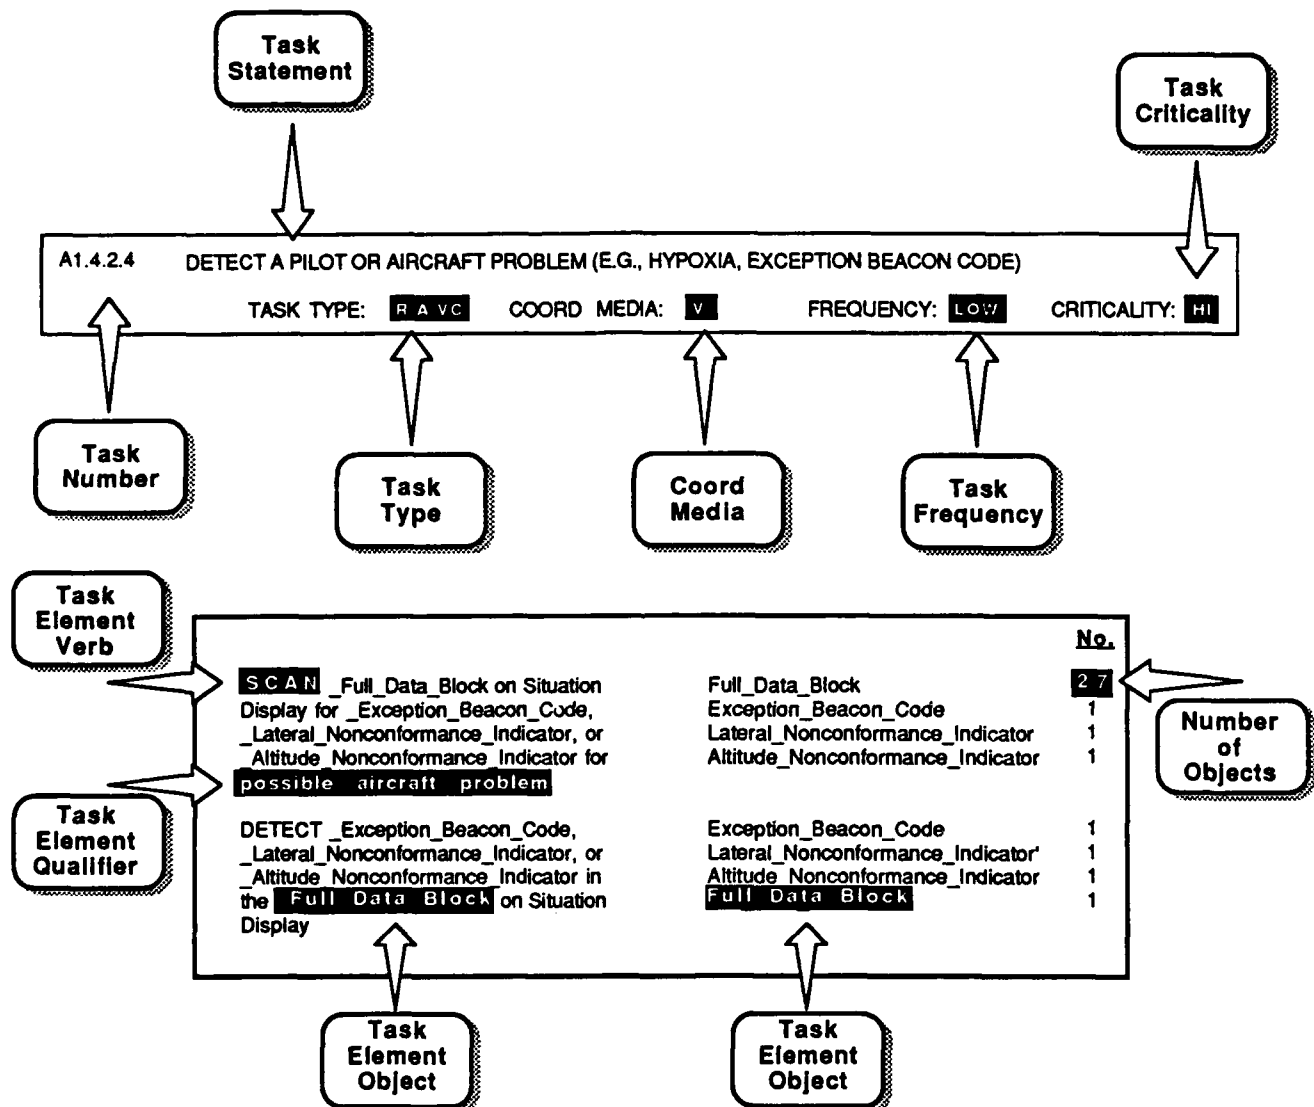 Task
Statement
Task
Criticality
A1.4.2.4 DETECT A PILOT OR AIRCRAFT PROBLEM (E.G., HYPOXIA, EXCEPTION BEACON CODE)
TASK TYPE: R A VC COORD MEDIA: V FREQUENCY: LOW CRITICALITY: HI
Task
Number
Task
Type
Coord
Media
Task
Frequency
Task
Element
Verb
No.
SCAN _Full_Data_Block on Situation Full_Data_Block 27
Display for _Exception_Beacon_Code, Exception_Beacon_Code 1
_Lateral_Nonconformance_Indicator, or Lateral_Nonconformance_Indicator 1
_Altitude_Nonconformance_Indicator for Altitude_Nonconformance_Indicator 1
possible aircraft problem
Number
of
Objects
Task
Element
Qualifier
DETECT _Exception_Beacon_Code, Exception_Beacon_Code 1
_Lateral_Nonconformance_Indicator, or Lateral_Nonconformance_Indicator' 1
_Altitude_Nonconformance_Indicator in Altitude_Nonconformance_Indicator 1
the Full Data Block on Situation Full Data Block 1
Display
Task
Element
Object
Task
Element
Object